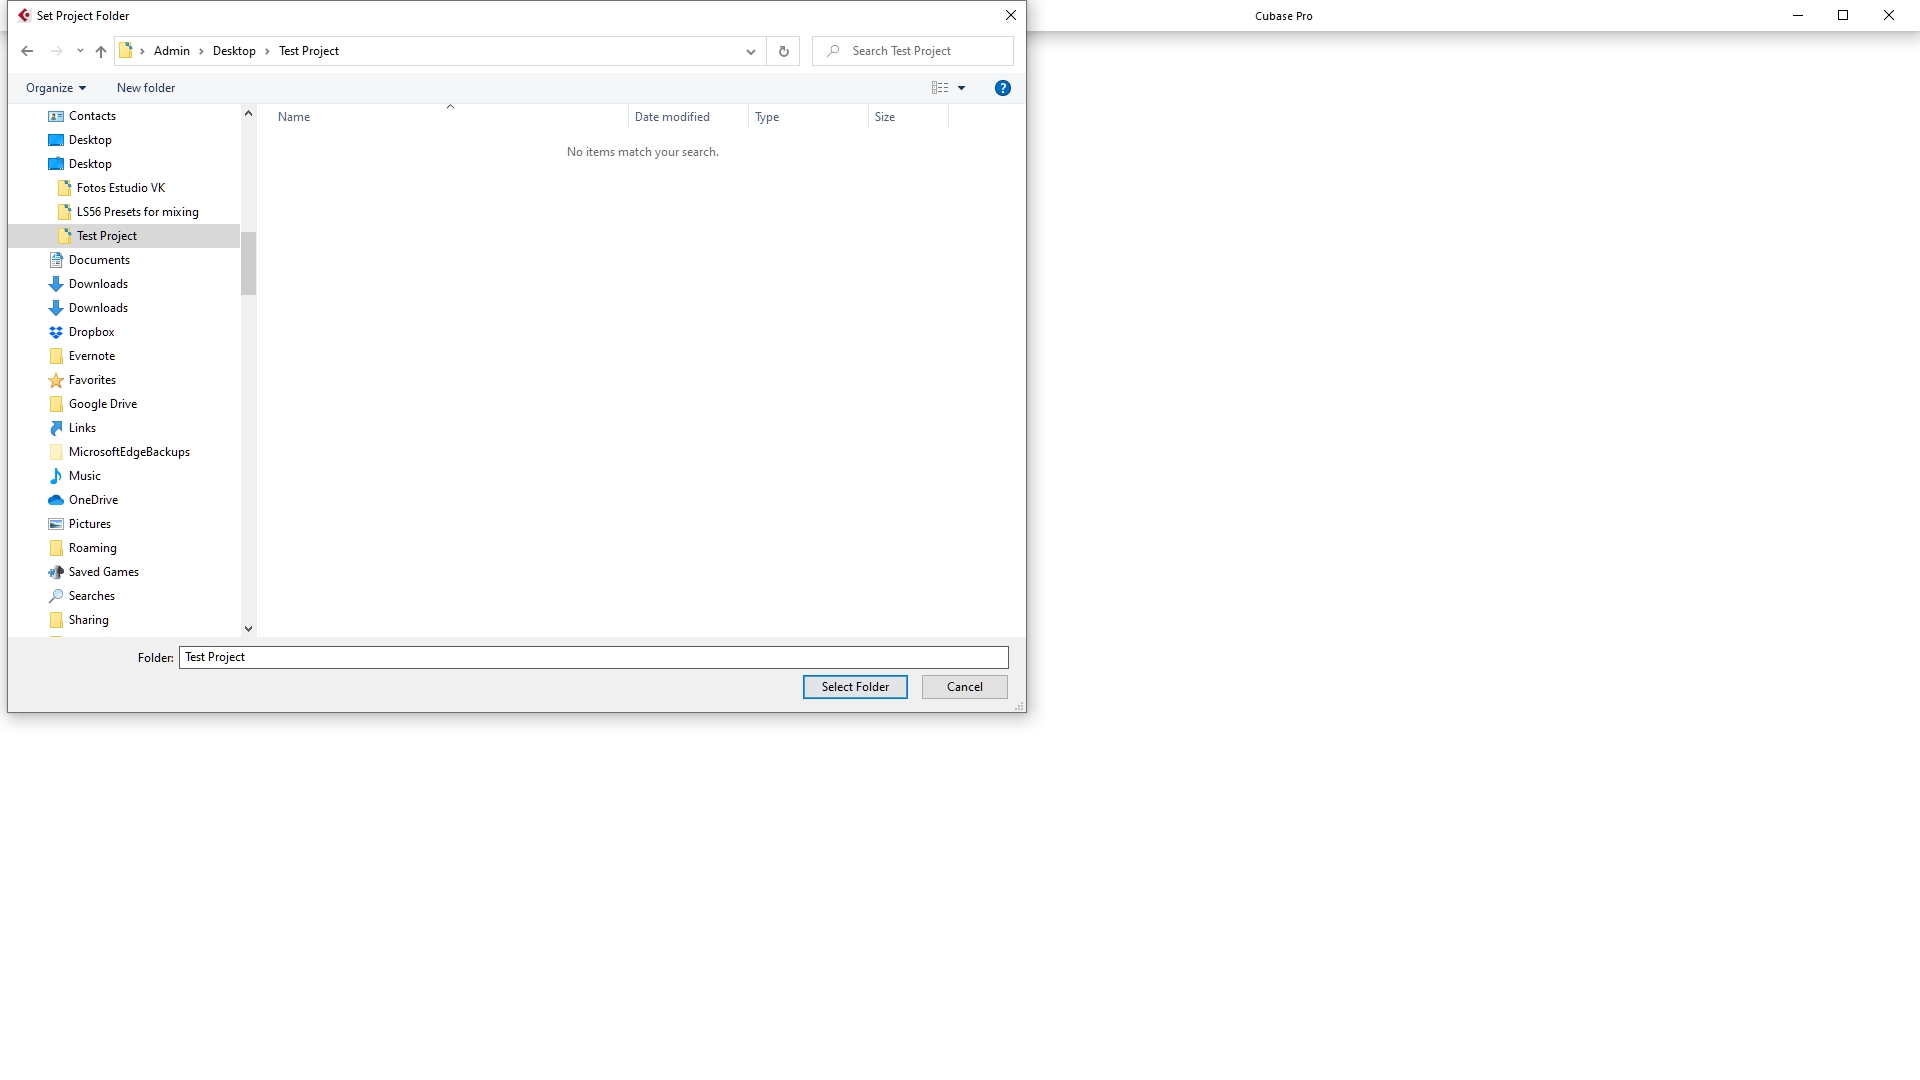 Set Project Folder
Cubase Pro
Admin
Desktop
Test Project
Search Test Project
Organize
New folder
?
Name
Date modified
Type
Size
No items match your search.
Contacts
Desktop
Desktop
Fotos Estudio VK
LS56 Presets for mixing
Test Project
Documents
Downloads
Downloads
Dropbox
Evernote
Favorites
Google Drive
Links
MicrosoftEdgeBackups
Music
OneDrive
Pictures
Roaming
Saved Games
Searches
Sharing
Folder: Test Project
Select Folder
Cancel